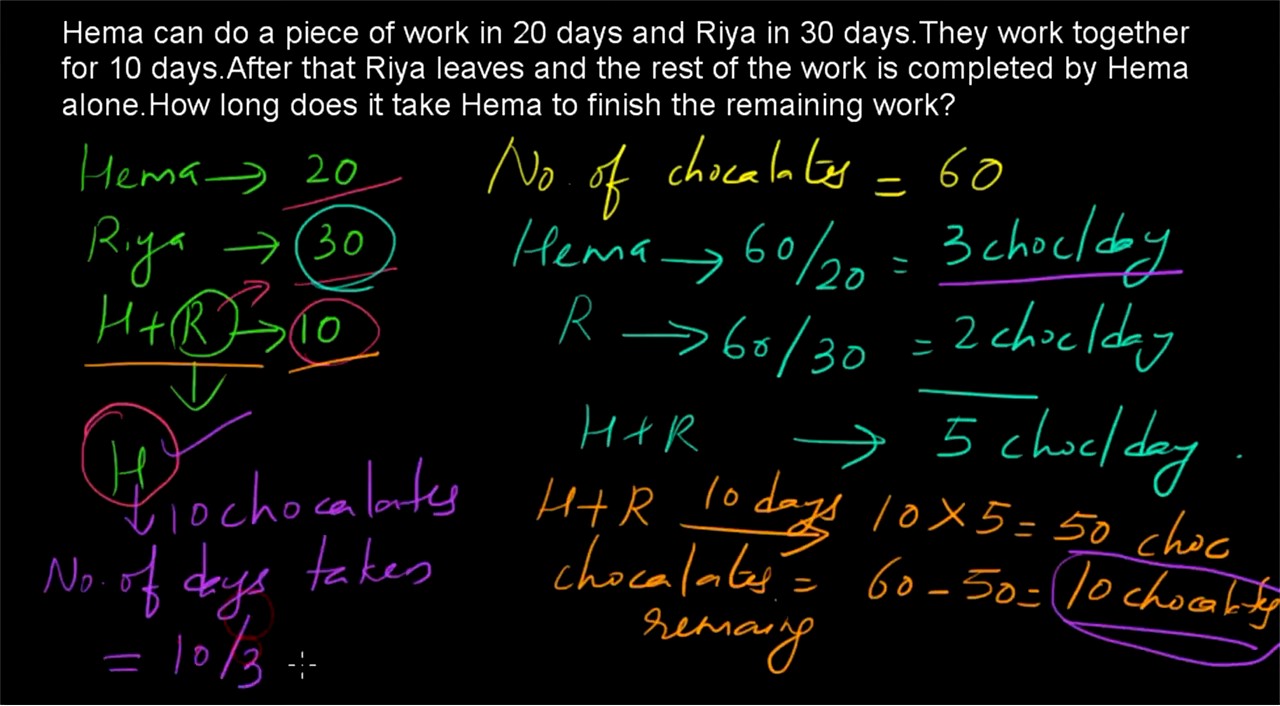 Hema can do a piece of work in 20 days and Riya in 30 days.They work together
for 10 days.After that Riya leaves and the rest of the work is completed by Hema
alone.How long does it take Hema to finish the remaining work?
Hema → 20
Riya → 30
H+R → 10
H
10 chocalates
No. of days takes
= 10/3
No. of chocalates = 60
Hema → 60/20 = 3 choc/day
R → 60/30 = 2 choc/day
H+R → 5 choc/day.
H+R 10 days 10×5=50 choc
chocalates = 60-50= 10 chocalates
remaing